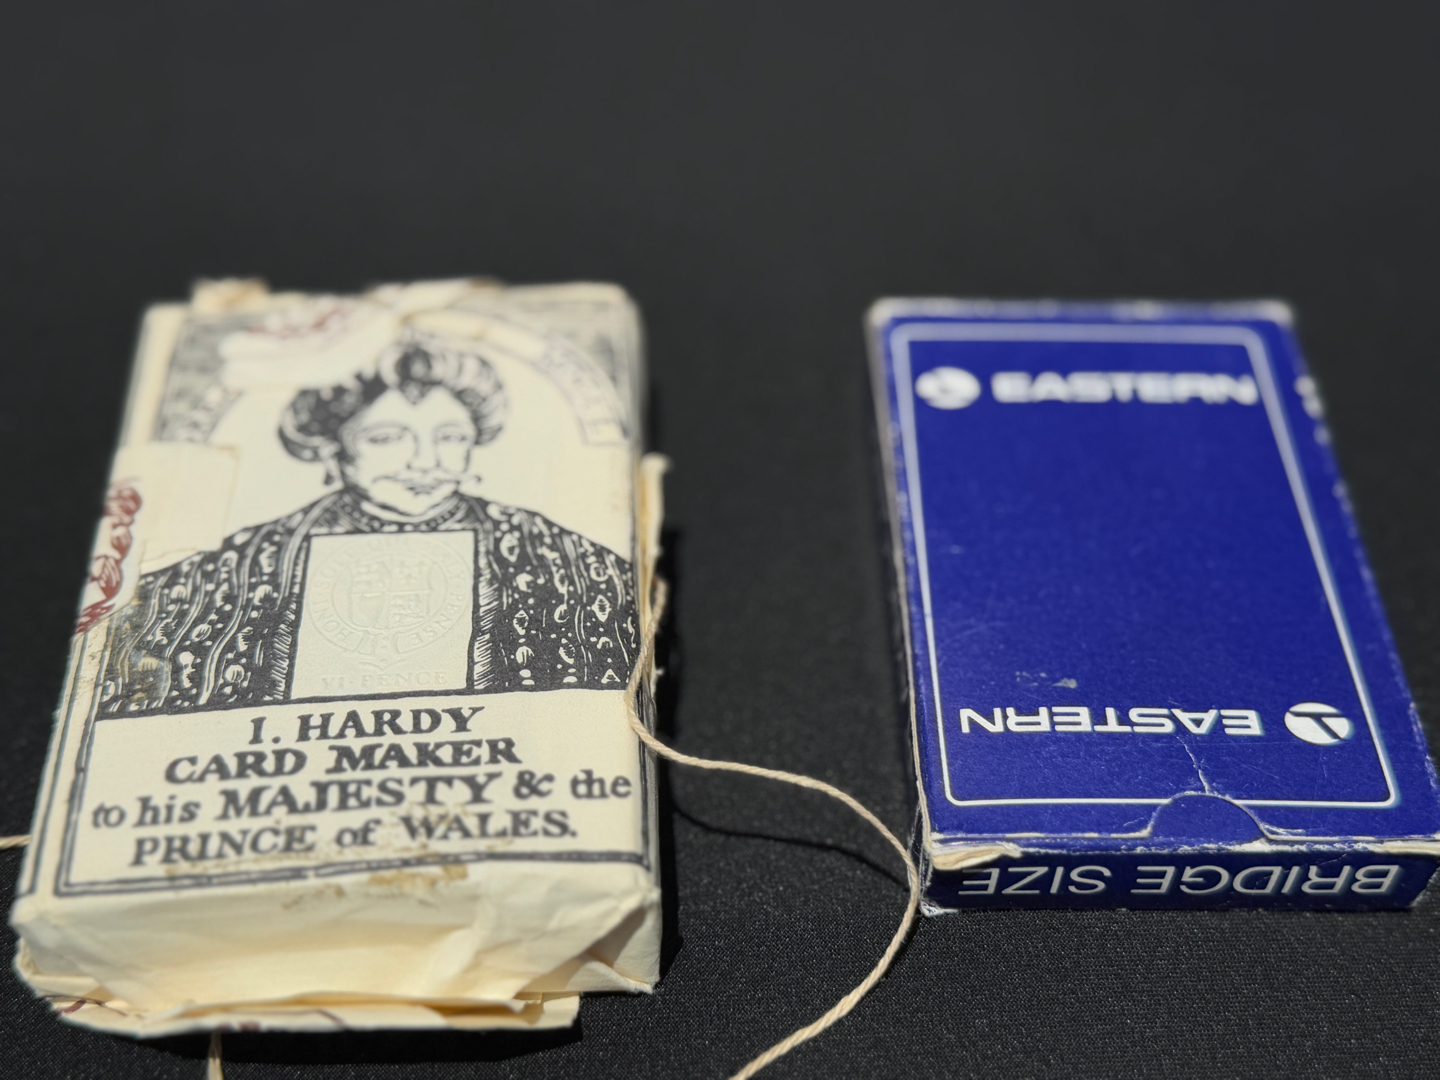 VI · PENCE
I. HARDY
CARD MAKER
to his MAJESTY & the
PRINCE of WALES.
EASTERN
EASTERN
BRIDGE SIZE